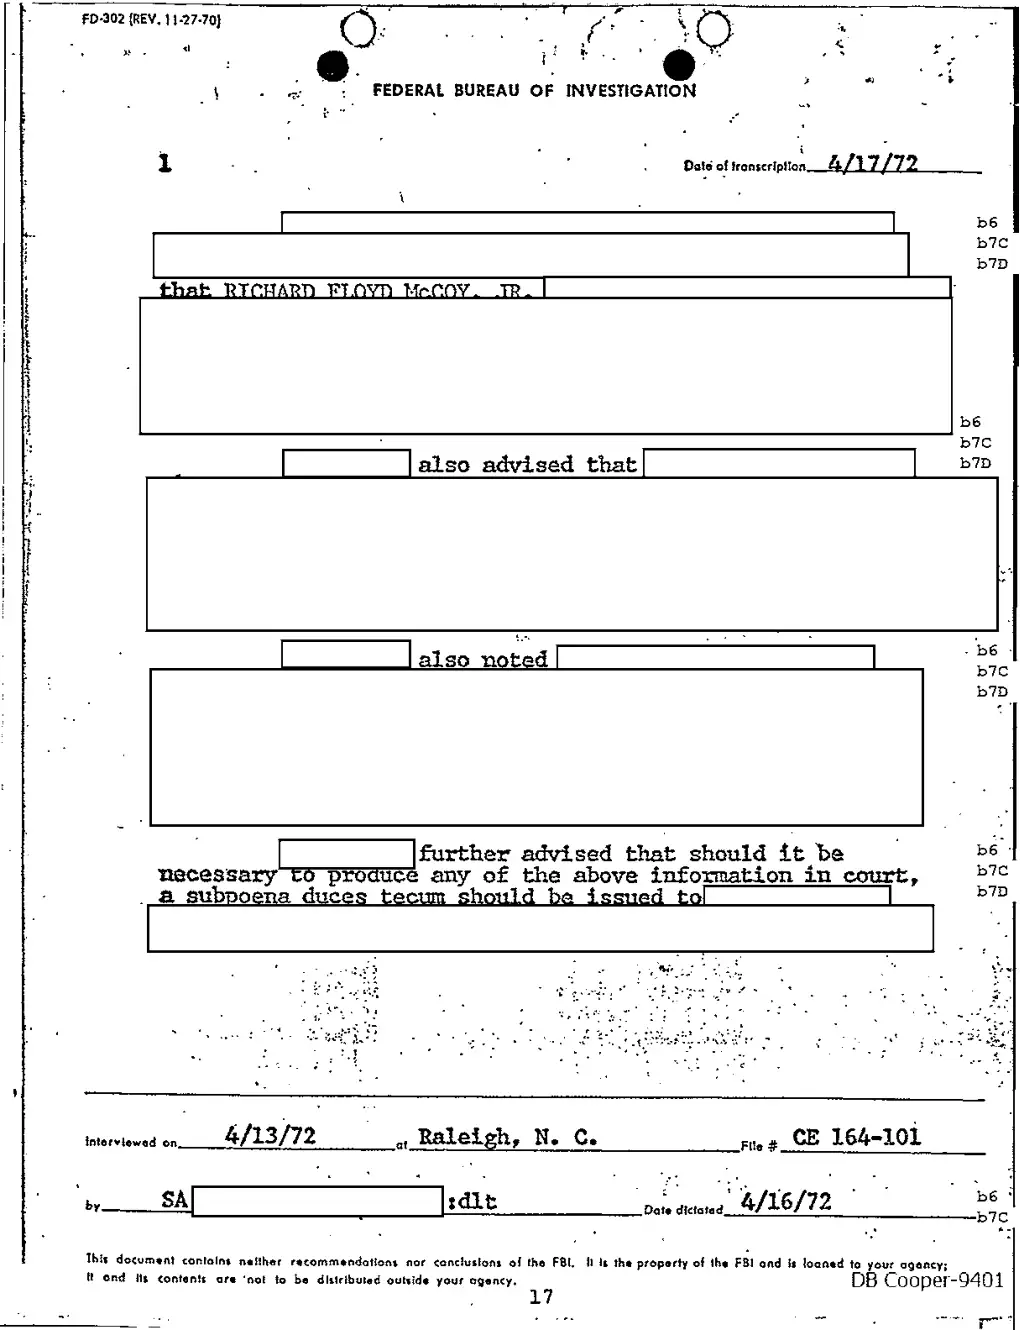 FD-302 (REV. 11-27-70)
FEDERAL BUREAU OF INVESTIGATION
1
Date of transcription 4/17/72
b6
b7C
b7D
that RICHARD FLOYD McCOY, JR.
b6
b7C
also advised that b7D
also noted b6
b7C
b7D
further advised that should it be b6
necessary to produce any of the above information in court, b7C
a subpoena duces tecum should be issued to b7D
Interviewed on 4/13/72 at Raleigh, N. C. File # CE 164-101
by SA :dlt Date dictated 4/16/72 b6
b7C
This document contains neither recommendations nor conclusions of the FBI. It is the property of the FBI and is loaned to your agency;
it and its contents are not to be distributed outside your agency.
DB Cooper-9401
17